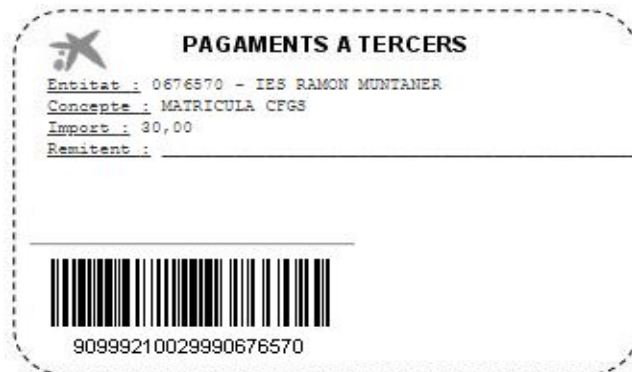 PAGAMENTS A TERCERS
Entitat : 0676570 - IES RAMON MUNTANER
Concepte : MATRICULA CFGS
Import : 30,00
Remitent :
90999210029990676570